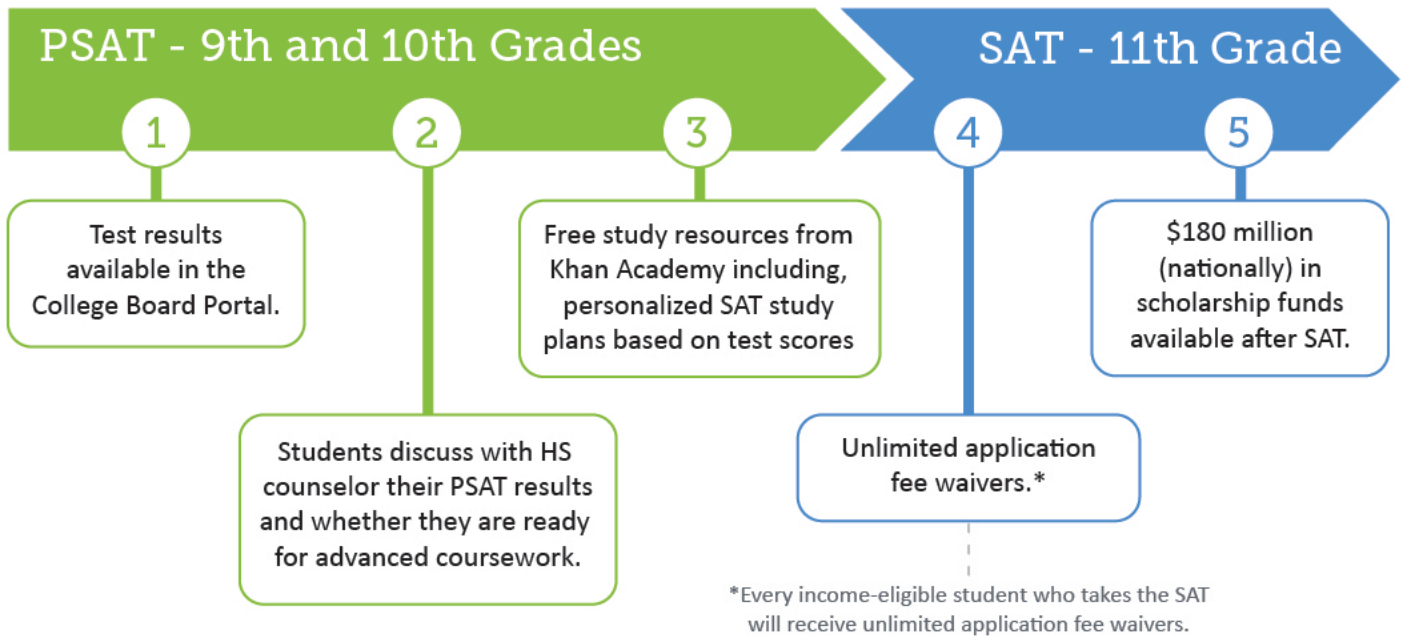 PSAT - 9th and 10th Grades
SAT - 11th Grade
1
2
3
4
5
Test results
available in the
College Board Portal.
Students discuss with HS
counselor their PSAT results
and whether they are ready
for advanced coursework.
Free study resources from
Khan Academy including,
personalized SAT study
plans based on test scores
Unlimited application
fee waivers.*
$180 million
(nationally) in
scholarship funds
available after SAT.
*Every income-eligible student who takes the SAT
will receive unlimited application fee waivers.